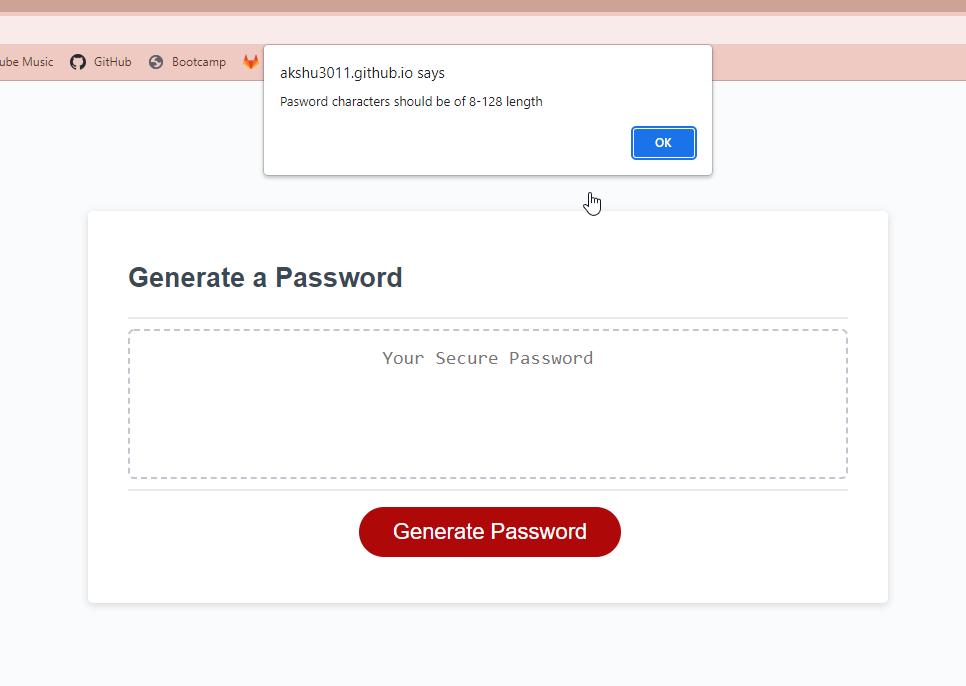 ube Music GitHub Bootcamp
akshu3011.github.io says
Pasword characters should be of 8-128 length
OK
Generate a Password
Your Secure Password
Generate Password